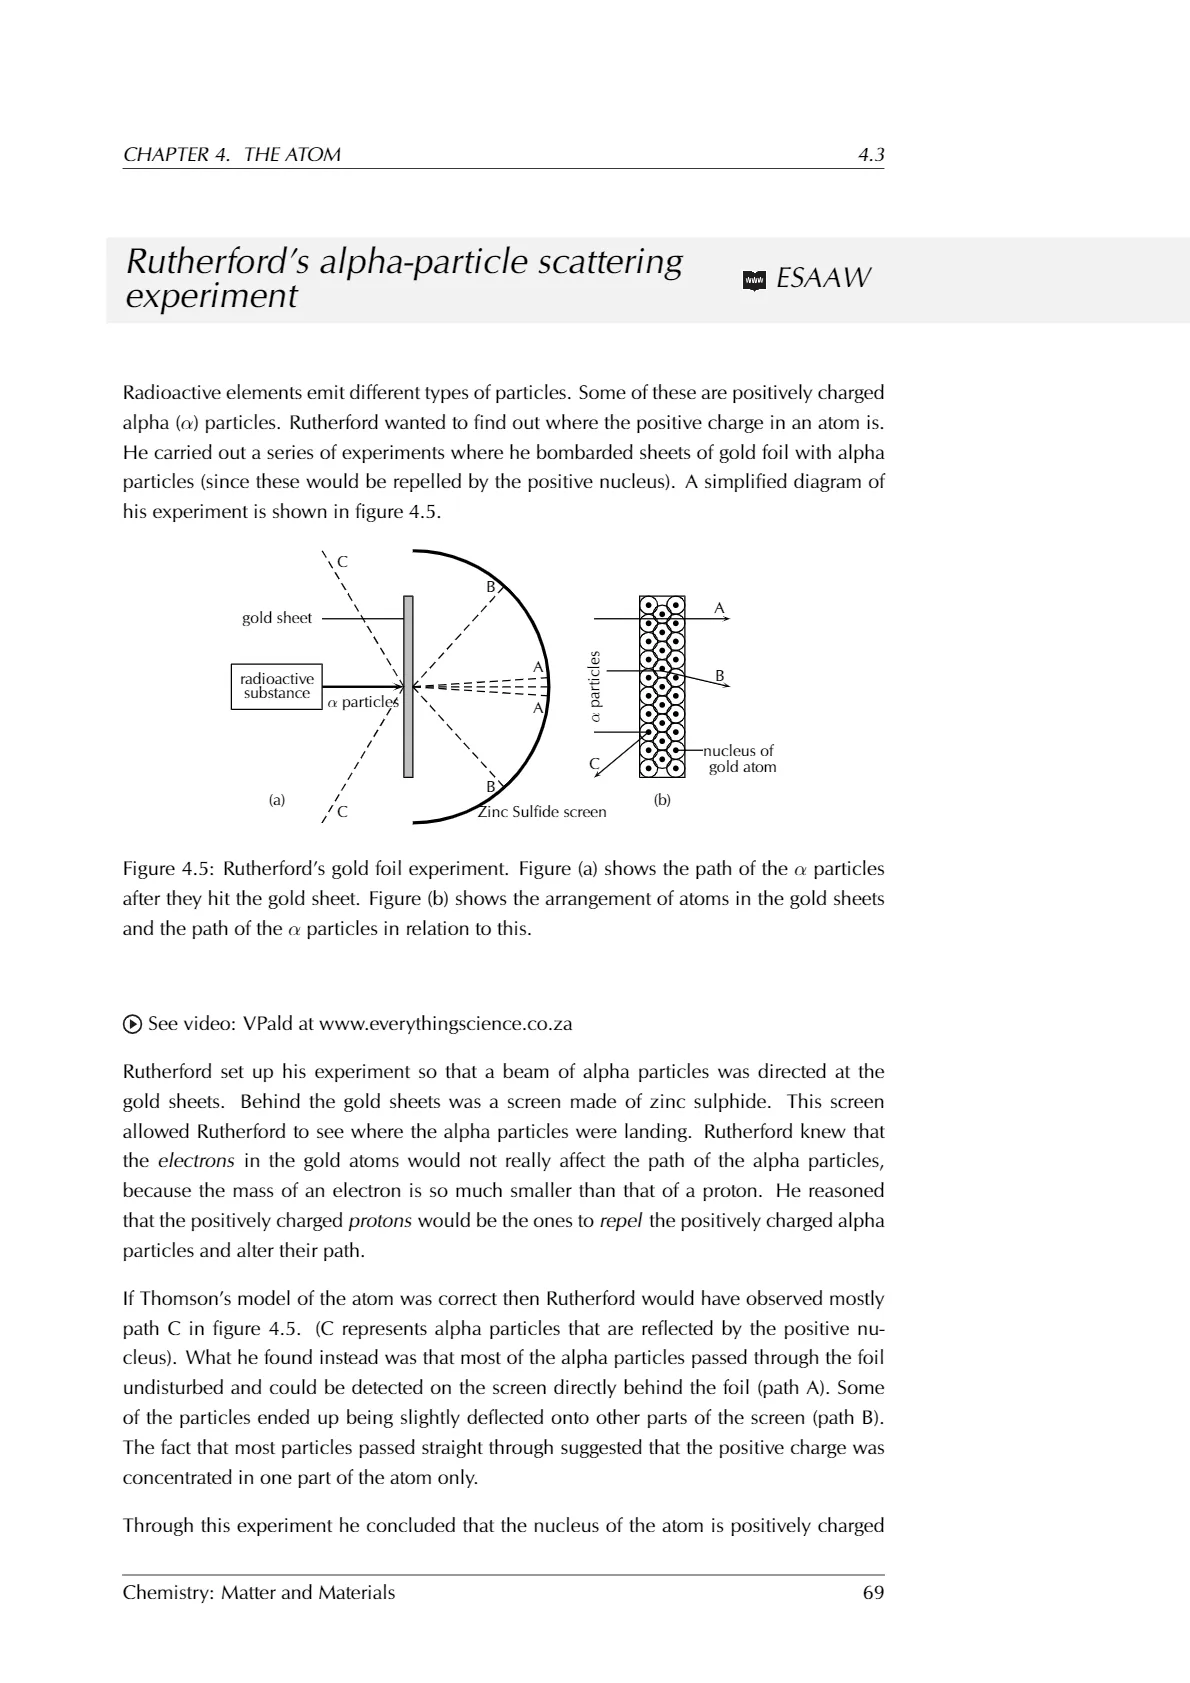 CHAPTER 4. THE ATOM 4.3
Rutherford's alpha-particle scattering
experiment
www ESAAW
Radioactive elements emit different types of particles. Some of these are positively charged
alpha (α) particles. Rutherford wanted to find out where the positive charge in an atom is.
He carried out a series of experiments where he bombarded sheets of gold foil with alpha
particles (since these would be repelled by the positive nucleus). A simplified diagram of
his experiment is shown in figure 4.5.
C
B
gold sheet
A
radioactive
substance
α particles
A
B
C
(a)
Zinc Sulfide screen
A
α particles
B
C
nucleus of
gold atom
(b)
Figure 4.5: Rutherford's gold foil experiment. Figure (a) shows the path of the α particles
after they hit the gold sheet. Figure (b) shows the arrangement of atoms in the gold sheets
and the path of the α particles in relation to this.
See video: VPald at www.everythingscience.co.za
Rutherford set up his experiment so that a beam of alpha particles was directed at the
gold sheets. Behind the gold sheets was a screen made of zinc sulphide. This screen
allowed Rutherford to see where the alpha particles were landing. Rutherford knew that
the electrons in the gold atoms would not really affect the path of the alpha particles,
because the mass of an electron is so much smaller than that of a proton. He reasoned
that the positively charged protons would be the ones to repel the positively charged alpha
particles and alter their path.
If Thomson's model of the atom was correct then Rutherford would have observed mostly
path C in figure 4.5. (C represents alpha particles that are reflected by the positive nu-
cleus). What he found instead was that most of the alpha particles passed through the foil
undisturbed and could be detected on the screen directly behind the foil (path A). Some
of the particles ended up being slightly deflected onto other parts of the screen (path B).
The fact that most particles passed straight through suggested that the positive charge was
concentrated in one part of the atom only.
Through this experiment he concluded that the nucleus of the atom is positively charged
Chemistry: Matter and Materials 69